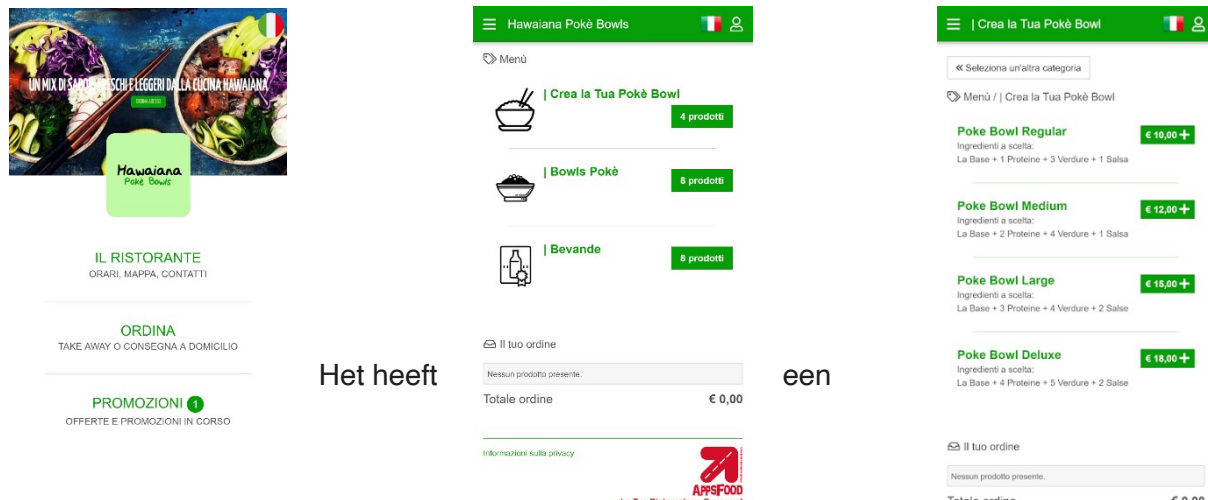 UN MIX DI SAPORI FRESCHI E LEGGERI DALLA CUCINA HAWAIANA
Hawaiana
Pokè Bowls
IL RISTORANTE
ORARI, MAPPA, CONTATTI
ORDINA
TAKE AWAY O CONSEGNA A DOMICILIO
PROMOZIONI 1
OFFERTE E PROMOZIONI IN CORSO
Het heeft
Hawaiana Pokè Bowls
Menù
| Crea la Tua Pokè Bowl
4 prodotti
| Bowls Pokè
8 prodotti
| Bevande
8 prodotti
Il tuo ordine
Nessun prodotto presente.
Totale ordine € 0,00
Informazioni sulla privacy
APPSFOOD
een
| Crea la Tua Pokè Bowl
« Seleziona un'altra categoria
Menù / | Crea la Tua Pokè Bowl
Poke Bowl Regular € 10,00 +
Ingredienti a scelta:
La Base + 1 Proteine + 3 Verdure + 1 Salsa
Poke Bowl Medium € 12,00 +
Ingredienti a scelta:
La Base + 2 Proteine + 4 Verdure + 1 Salsa
Poke Bowl Large € 15,00 +
Ingredienti a scelta:
La Base + 3 Proteine + 4 Verdure + 2 Salse
Poke Bowl Deluxe € 18,00 +
Ingredienti a scelta:
La Base + 4 Proteine + 5 Verdure + 2 Salse
Il tuo ordine
Nessun prodotto presente.
Totale ordine € 0,00